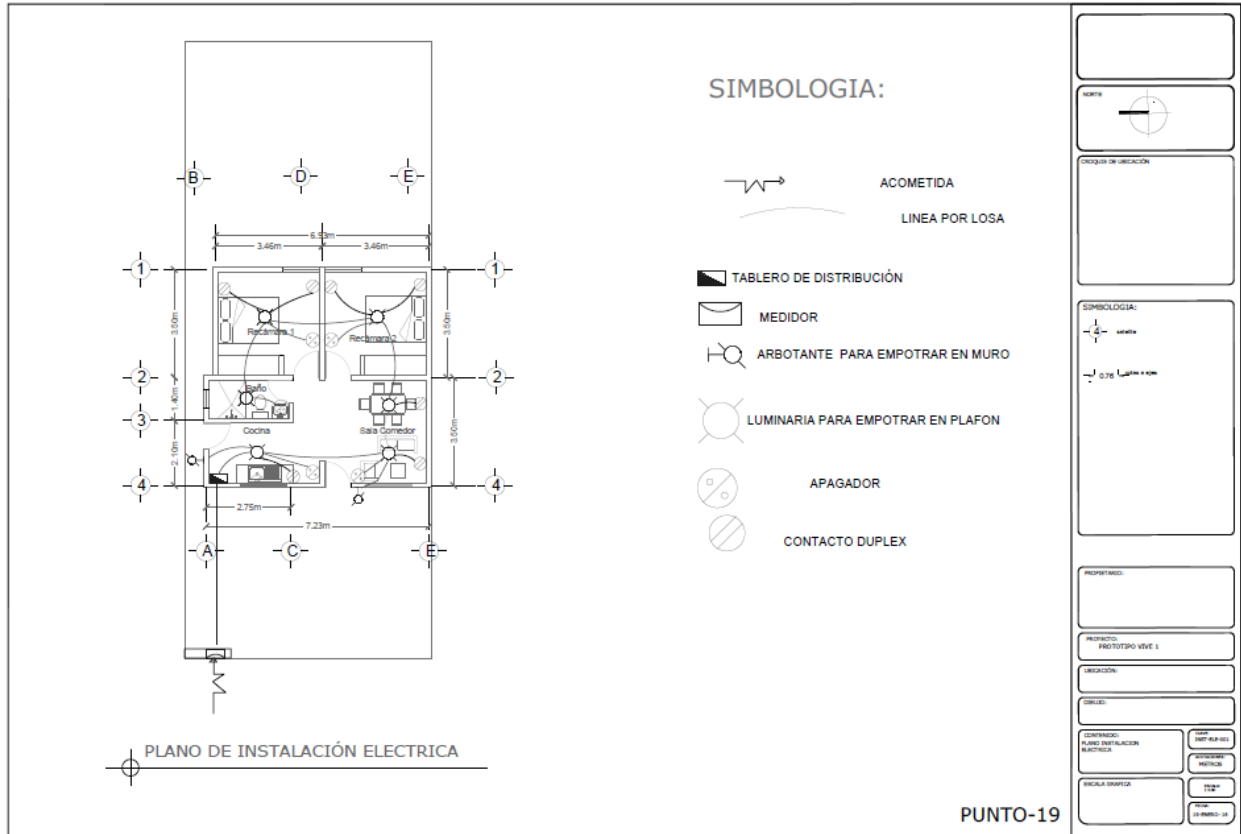 B
D
E
6.93m
3.46m
3.46m
1
1
3.50m
3.50m
Recámara 1
Recámara 2
2
2
1.40m
Baño
3
Cocina
Sala Comedor
3.50m
2.10m
4
4
2.75m
7.23m
A
C
E
PLANO DE INSTALACIÓN ELECTRICA
SIMBOLOGIA:
ACOMETIDA
LINEA POR LOSA
TABLERO DE DISTRIBUCIÓN
MEDIDOR
ARBOTANTE PARA EMPOTRAR EN MURO
LUMINARIA PARA EMPOTRAR EN PLAFON
APAGADOR
CONTACTO DUPLEX
PUNTO-19
NORTE
CROQUIS DE UBICACIÓN
SIMBOLOGIA:
4
0.76
PROPIETARIO:
PROYECTO:
PROTOTIPO VIVE 1
UBICACIÓN:
DIBUJO:
CONTENIDO:
PLANO INSTALACION
ELECTRICA
METROS
ESCALA GRAFICA